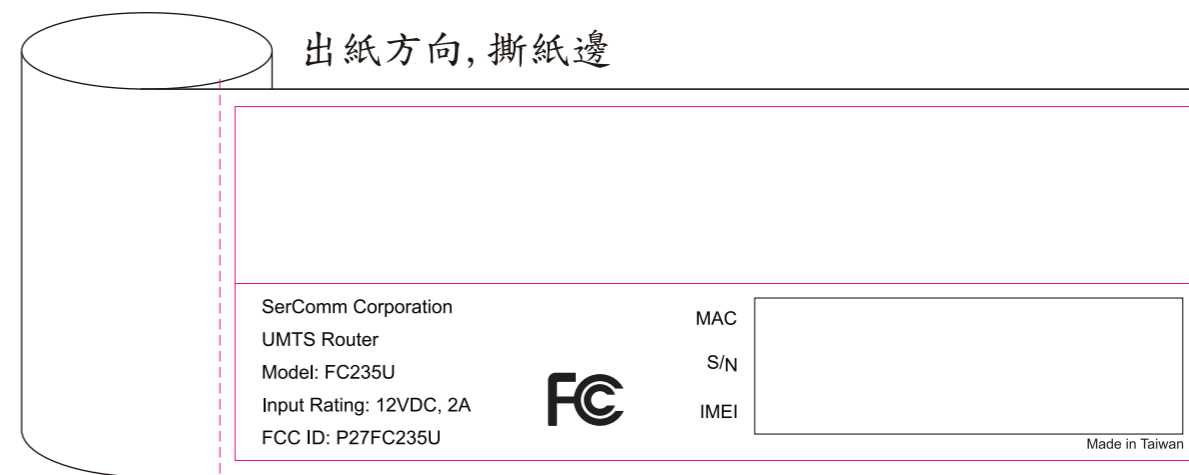 出紙方向,撕紙邊
SerComm Corporation
UMTS Router
Model: FC235U
Input Rating: 12VDC, 2A
FCC ID: P27FC235U
FC
MAC
S/N
IMEI
Made in Taiwan